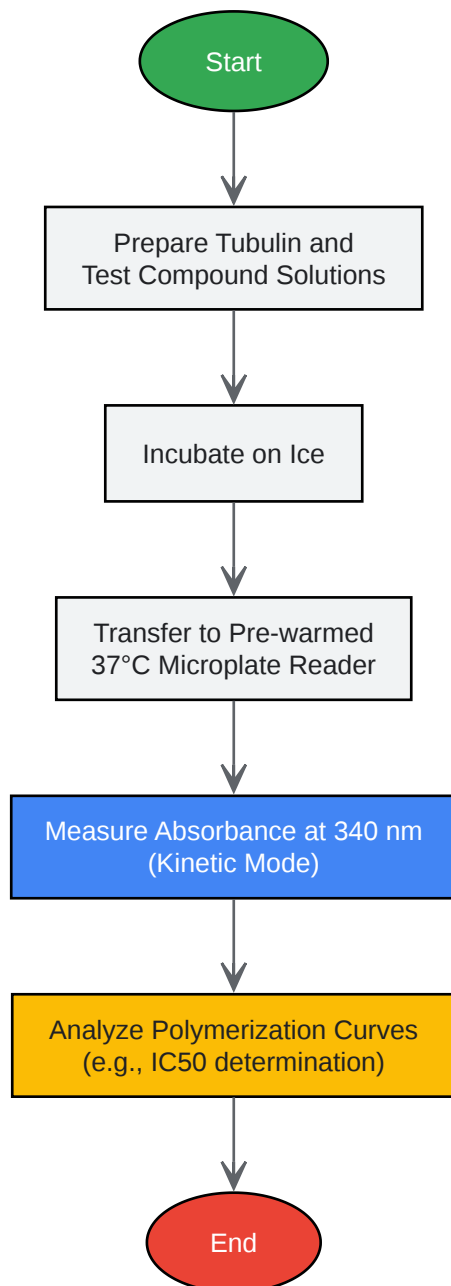 Start
Prepare Tubulin and
Test Compound Solutions
Incubate on Ice
Transfer to Pre-warmed
37°C Microplate Reader
Measure Absorbance at 340 nm
(Kinetic Mode)
Analyze Polymerization Curves
(e.g., IC50 determination)
End